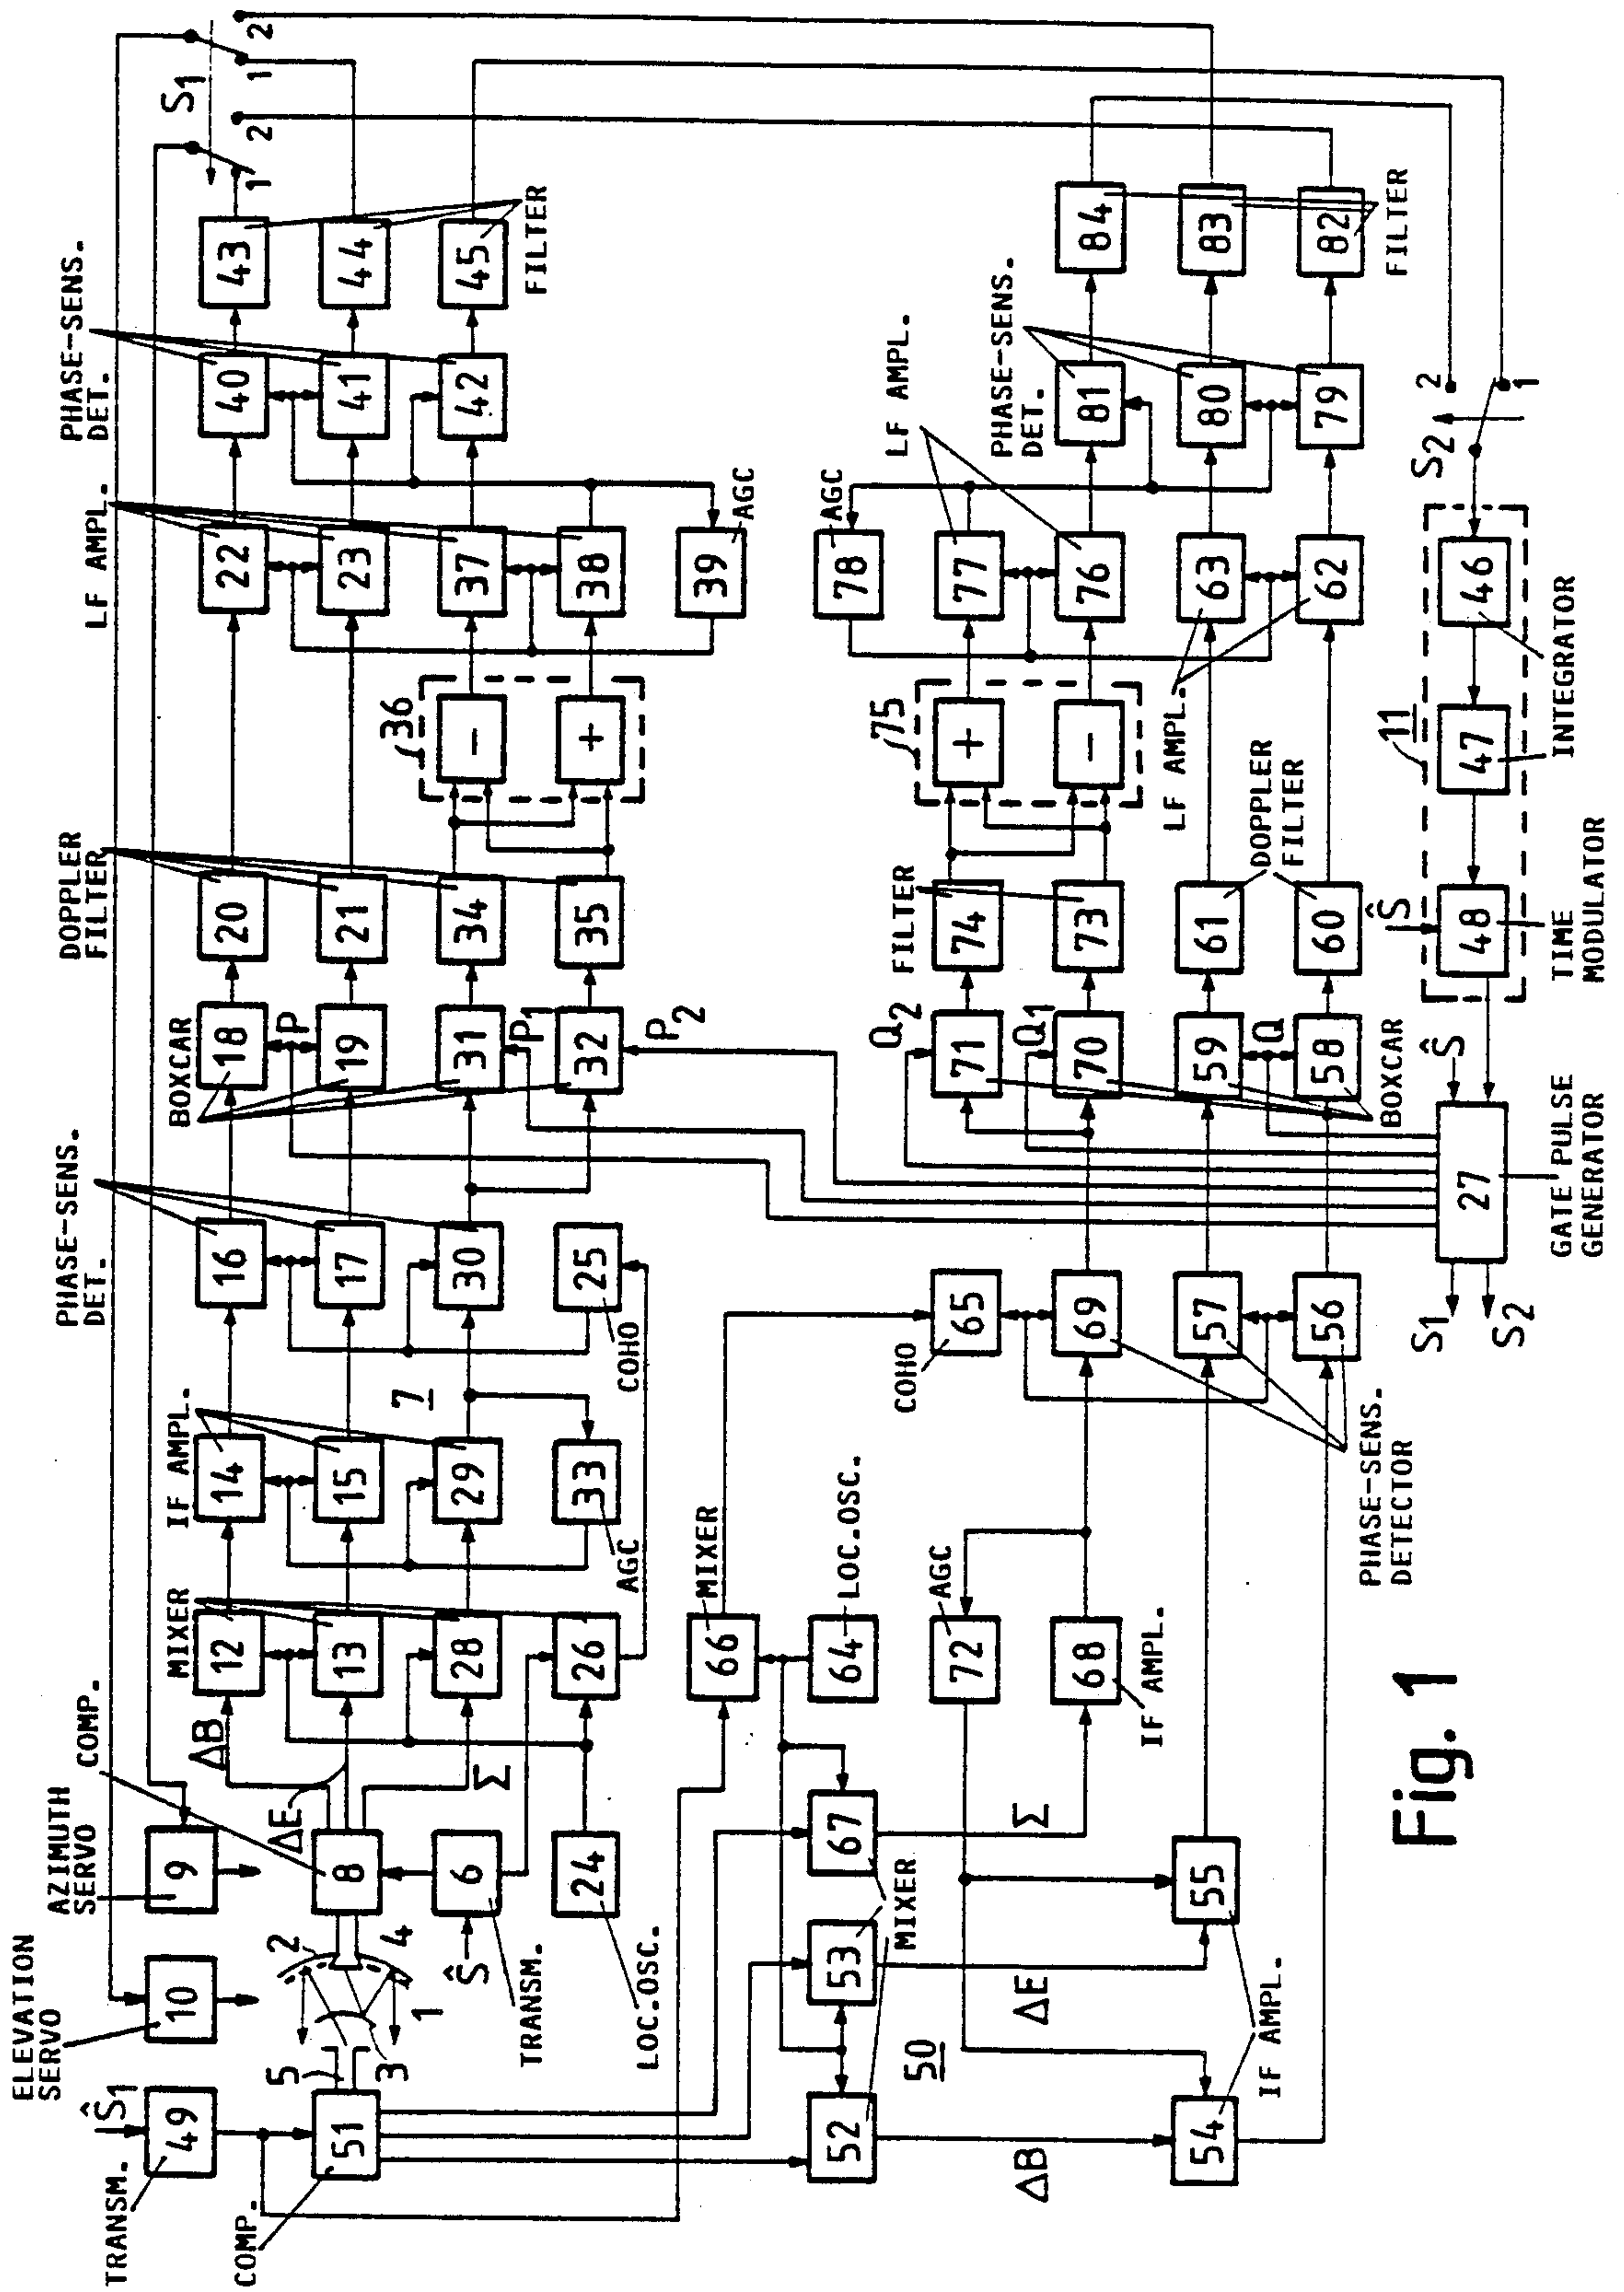 ELEVATION
SERVO
AZIMUTH
SERVO
COMP.
MIXER
IF AMPL.
PHASE-SENS.
DET.
BOXCAR
DOPPLER
FILTER
LF AMPL.
PHASE-SENS.
DET.
S1
TRANSM.
Ŝ1
49
10
9
ΔB
12
14
16
18
20
22
40
43
1
2
1
2
P
COMP.
51
5
3
1
2
4
8
ΔE
13
15
17
19
21
23
41
44
7
6
Ŝ
TRANSM.
Σ
28
29
30
31
34
36
−
37
42
45
FILTER
P1
24
LOC.OSC.
26
33
AGC
25
COHO
32
35
+
38
P2
39
AGC
66
MIXER
64
LOC.OSC.
78
AGC
52
53
67
MIXER
50
Σ
72
AGC
65
COHO
Q2
71
74
FILTER
75
+
77
LF AMPL.
68
IF AMPL.
69
Q1
70
73
−
76
81
PHASE-SENS.
DET.
84
ΔB
ΔE
54
55
IF AMPL.
57
59
61
63
LF AMPL.
80
83
Q
56
PHASE-SENS.
DETECTOR
58
BOXCAR
60
DOPPLER
FILTER
62
79
82
FILTER
S1
S2
27
Ŝ
GATE PULSE
GENERATOR
Ŝ
11
48
47
46
TIME
MODULATOR
INTEGRATOR
S2
2
1
Fig. 1